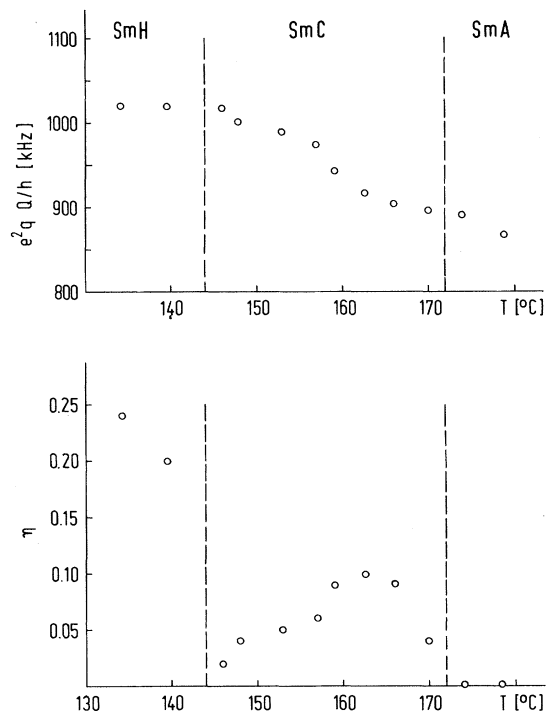 SmH SmC SmA
1100
1000
900
800
e²q Q/h [kHz]
140 150 160 170 T [°C]
0.25
0.20
0.15
0.10
0.05
η
130 140 150 160 170 T [°C]